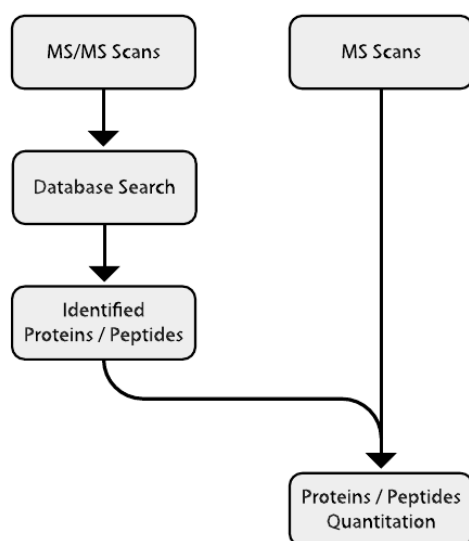 MS/MS Scans
MS Scans
Database Search
Identified
Proteins / Peptides
Proteins / Peptides
Quantitation